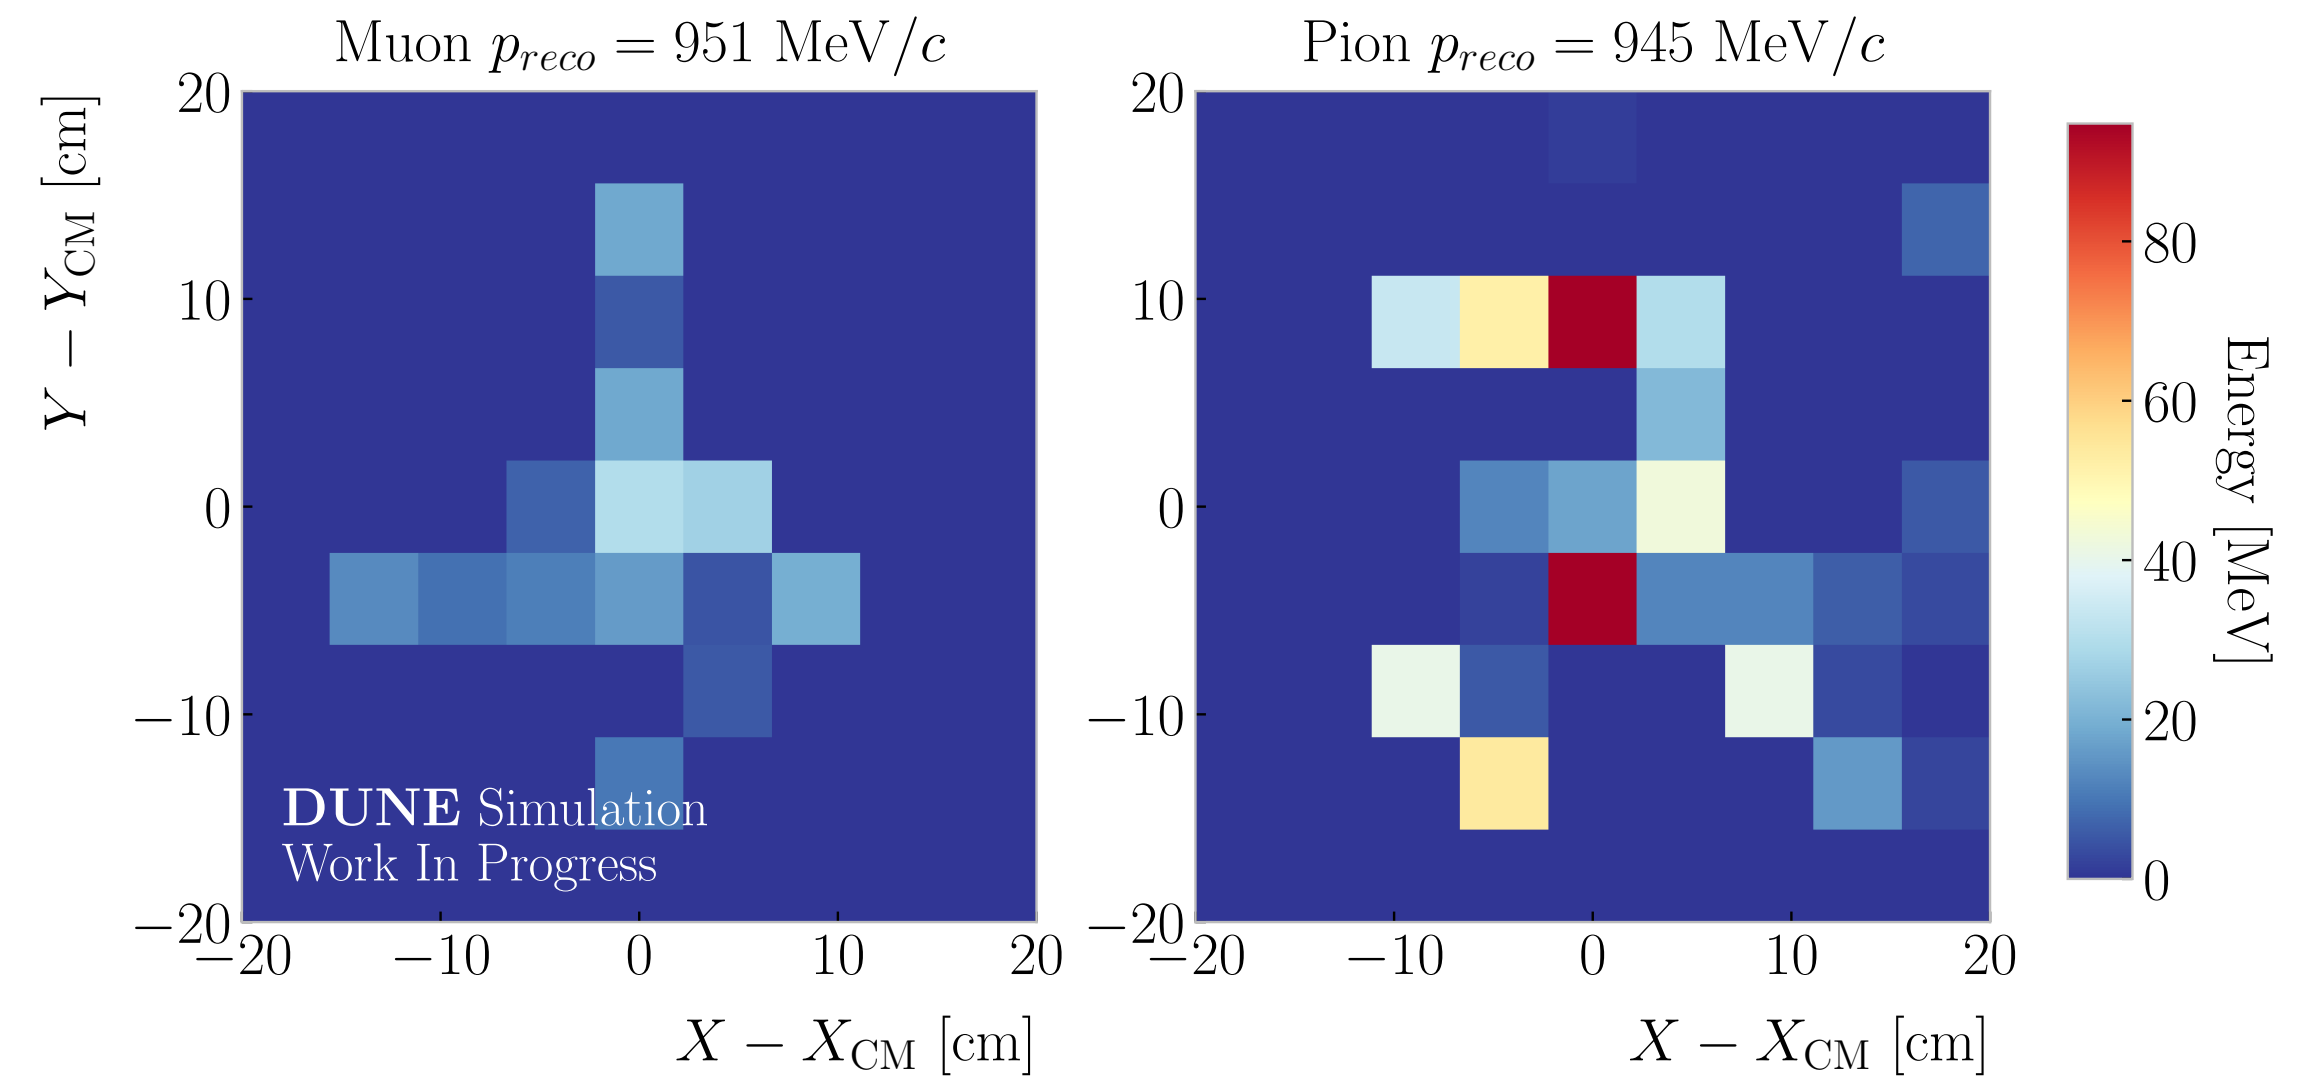 Muon p_reco = 951 MeV/c
Pion p_reco = 945 MeV/c
Y − Y_CM [cm]
20
10
0
−10
−20
−20 −10 0 10 20
X − X_CM [cm]
DUNE Simulation
Work In Progress
20
10
0
−10
−20
−20 −10 0 10 20
X − X_CM [cm]
80
60
40
20
0
Energy [MeV]